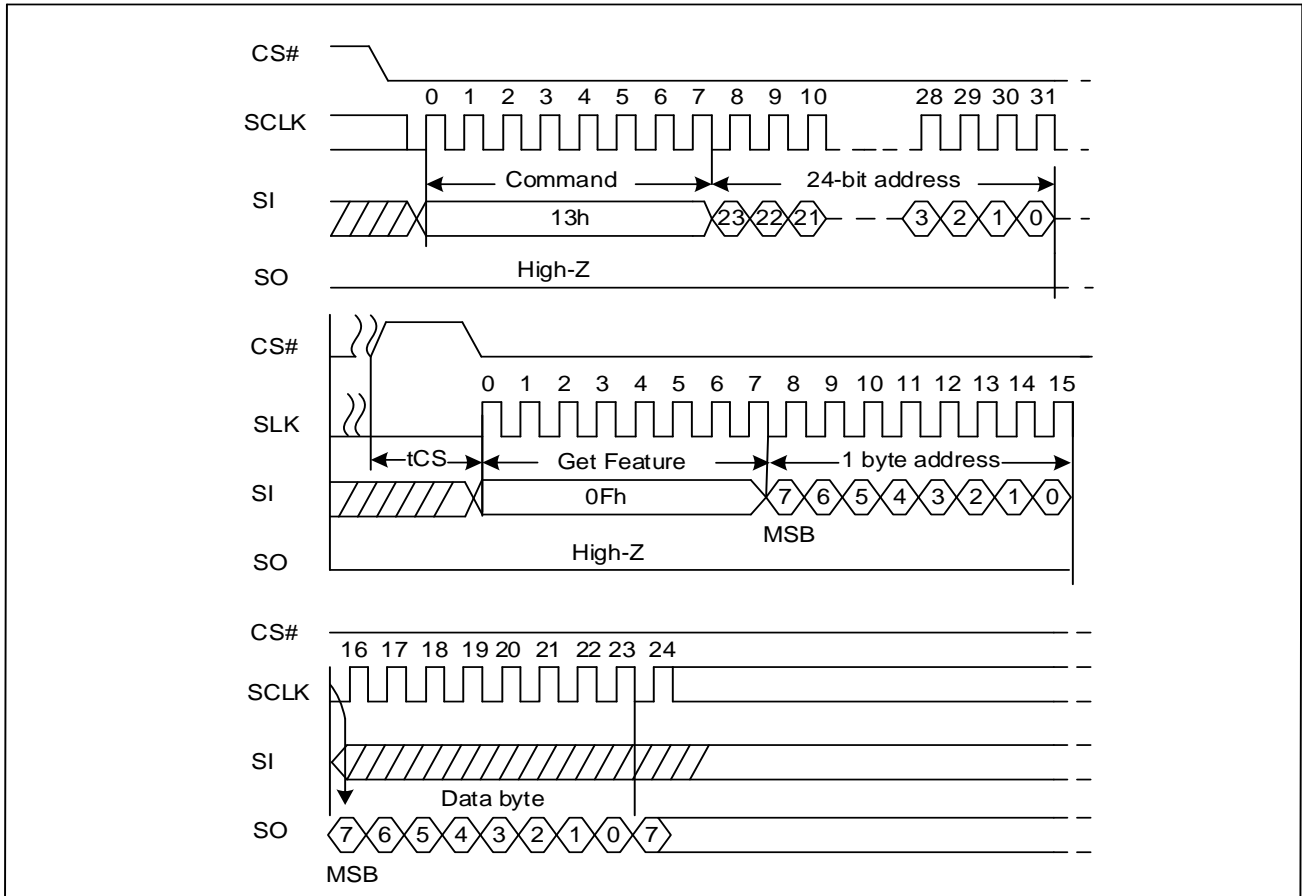 CS#
0 1 2 3 4 5 6 7 8 9 10 28 29 30 31
SCLK
Command 24-bit address
SI
13h 23 22 21 3 2 1 0
High-Z
SO
CS#
0 1 2 3 4 5 6 7 8 9 10 11 12 13 14 15
SLK
tCS Get Feature 1 byte address
SI
0Fh 7 6 5 4 3 2 1 0
MSB
High-Z
SO
CS#
16 17 18 19 20 21 22 23 24
SCLK
SI
Data byte
SO 7 6 5 4 3 2 1 0 7
MSB